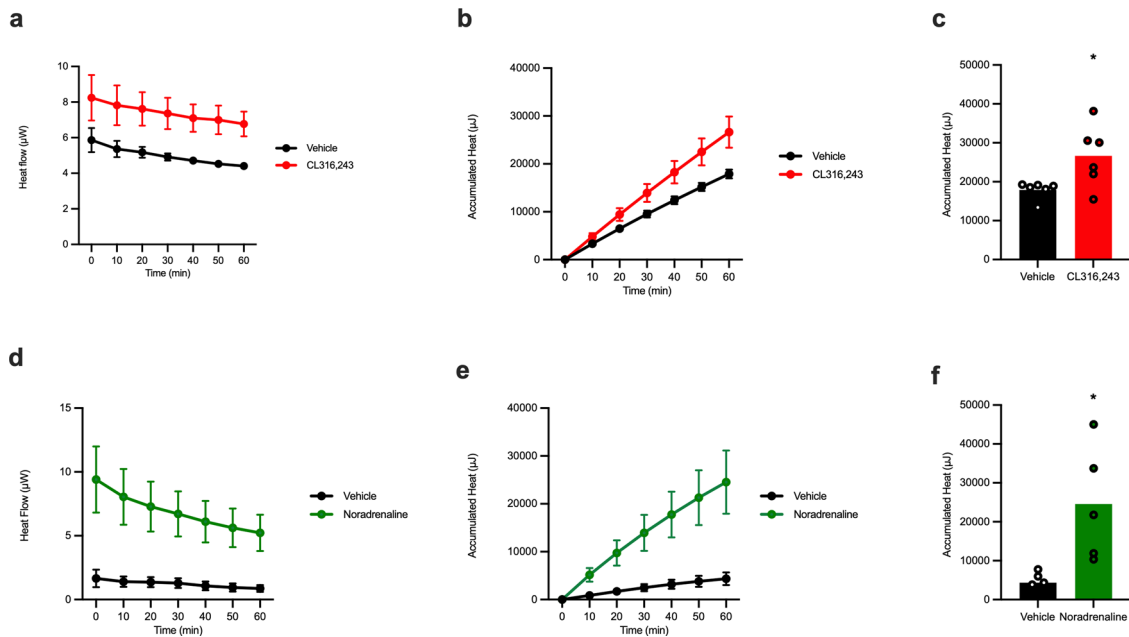 a
Heat flow (µW)
10
8
6
4
2
0
0 10 20 30 40 50 60
Time (min)
Vehicle
CL316,243
b
Accumulated Heat (µJ)
40000
30000
20000
10000
0
0 10 20 30 40 50 60
Time (min)
Vehicle
CL316,243
c
Accumulated Heat (µJ)
*
50000
40000
30000
20000
10000
0
Vehicle CL316,243
d
Heat Flow (µW)
15
10
5
0
0 10 20 30 40 50 60
Time (min)
Vehicle
Noradrenaline
e
Accumulated Heat (µJ)
40000
30000
20000
10000
0
0 10 20 30 40 50 60
Time (min)
Vehicle
Noradrenaline
f
Accumulated Heat (µJ)
*
50000
40000
30000
20000
10000
0
Vehicle Noradrenaline